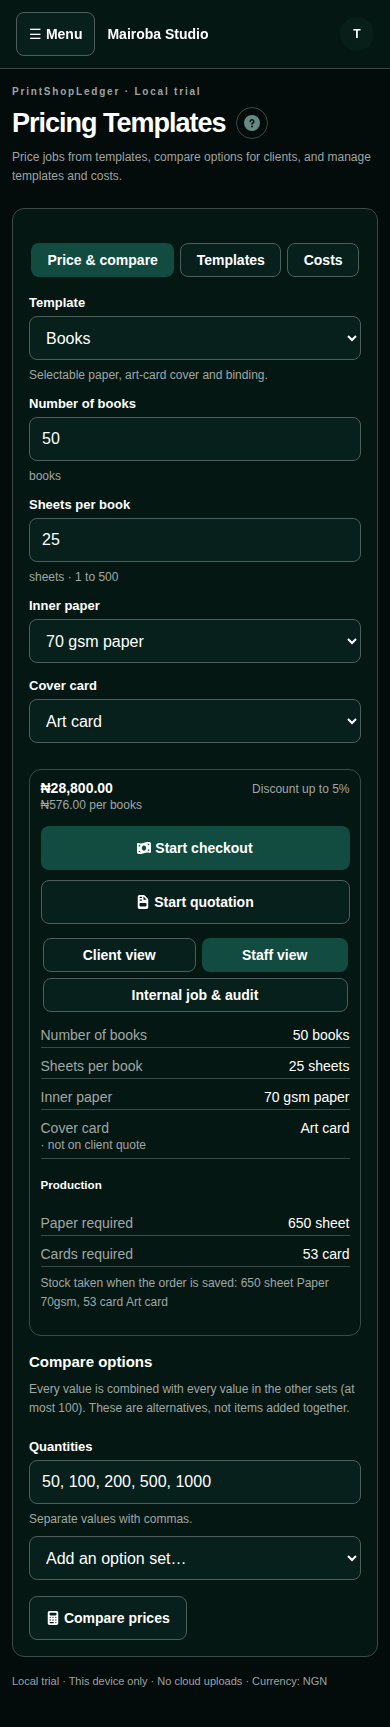 ☰ Menu
Mairoba Studio
T
PrintShopLedger · Local trial
Pricing Templates
?
Price jobs from templates, compare options for clients, and manage
templates and costs.
Price & compare
Templates
Costs
Template
Books
Selectable paper, art-card cover and binding.
Number of books
50
books
Sheets per book
25
sheets · 1 to 500
Inner paper
70 gsm paper
Cover card
Art card
₦28,800.00
Discount up to 5%
₦576.00 per books
Start checkout
Start quotation
Client view
Staff view
Internal job & audit
Number of books
50 books
Sheets per book
25 sheets
Inner paper
70 gsm paper
Cover card
Art card
· not on client quote
Production
Paper required
650 sheet
Cards required
53 card
Stock taken when the order is saved: 650 sheet Paper
70gsm, 53 card Art card
Compare options
Every value is combined with every value in the other sets (at
most 100). These are alternatives, not items added together.
Quantities
50, 100, 200, 500, 1000
Separate values with commas.
Add an option set…
Compare prices
Local trial · This device only · No cloud uploads · Currency: NGN